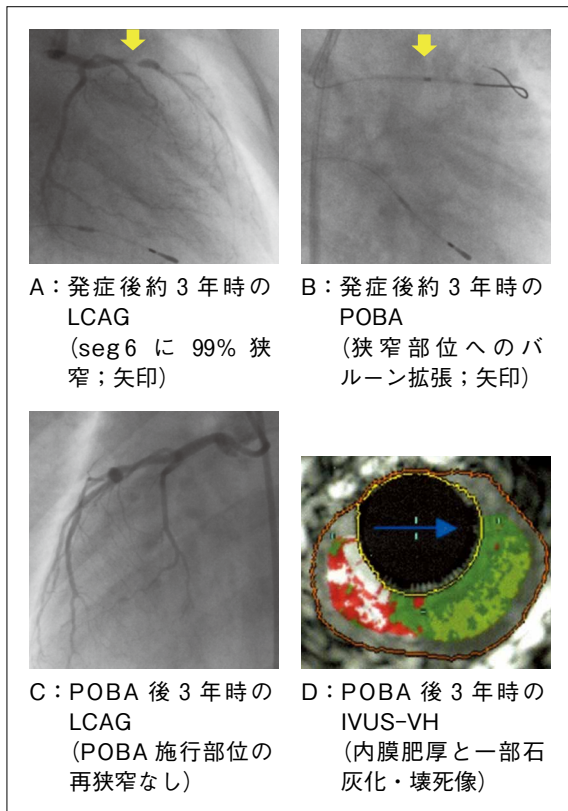 A：発症後約 3 年時の
LCAG
(seg 6 に 99% 狭
窄；矢印)
B：発症後約 3 年時の
POBA
(狭窄部位へのバ
ルーン拡張；矢印)
C：POBA 後 3 年時の
LCAG
(POBA 施行部位の
再狭窄なし)
D：POBA 後 3 年時の
IVUS-VH
(内膜肥厚と一部石
灰化・壊死像)